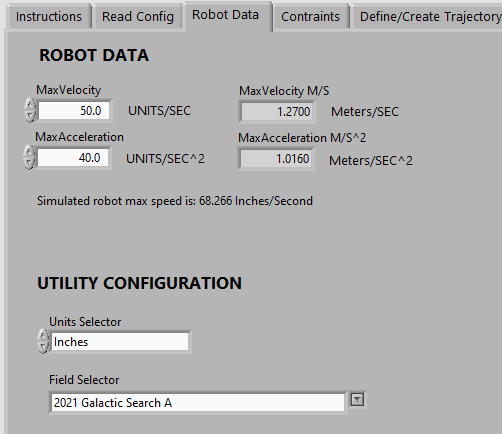 Instructions Read Config Robot Data Contraints Define/Create Trajectory
ROBOT DATA
MaxVelocity MaxVelocity M/S
50.0 UNITS/SEC 1.2700 Meters/SEC
MaxAcceleration MaxAcceleration M/S^2
40.0 UNITS/SEC^2 1.0160 Meters/SEC^2
Simulated robot max speed is: 68.266 Inches/Second
UTILITY CONFIGURATION
Units Selector
Inches
Field Selector
2021 Galactic Search A